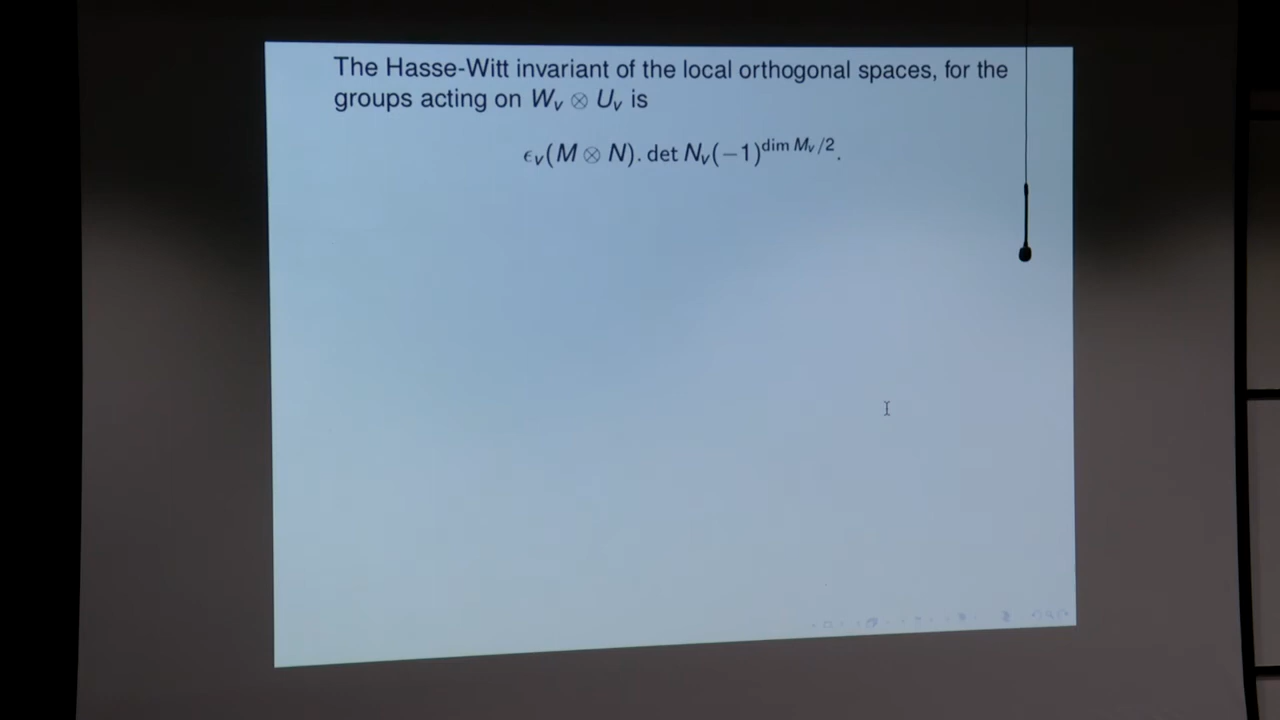 The Hasse-Witt invariant of the local orthogonal spaces, for the
groups acting on W_v ⊗ U_v is
ϵ_v(M ⊗ N). det N_v(−1)^{dim M_v/2}.